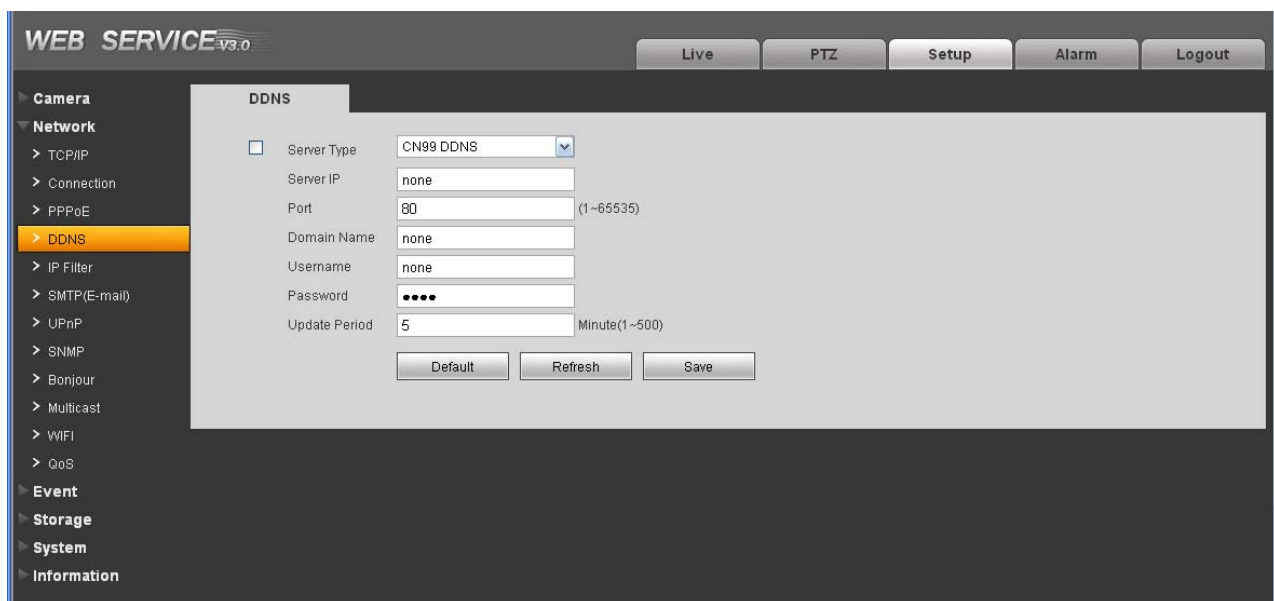 WEB SERVICE V3.0
Live PTZ Setup Alarm Logout
Camera
Network
> TCP/IP
> Connection
> PPPoE
> DDNS
> IP Filter
> SMTP(E-mail)
> UPnP
> SNMP
> Bonjour
> Multicast
> WIFI
> QoS
Event
Storage
System
Information
DDNS
Server Type CN99 DDNS
Server IP none
Port 80 (1~65535)
Domain Name none
Username none
Password ●●●●
Update Period 5 Minute(1~500)
Default Refresh Save